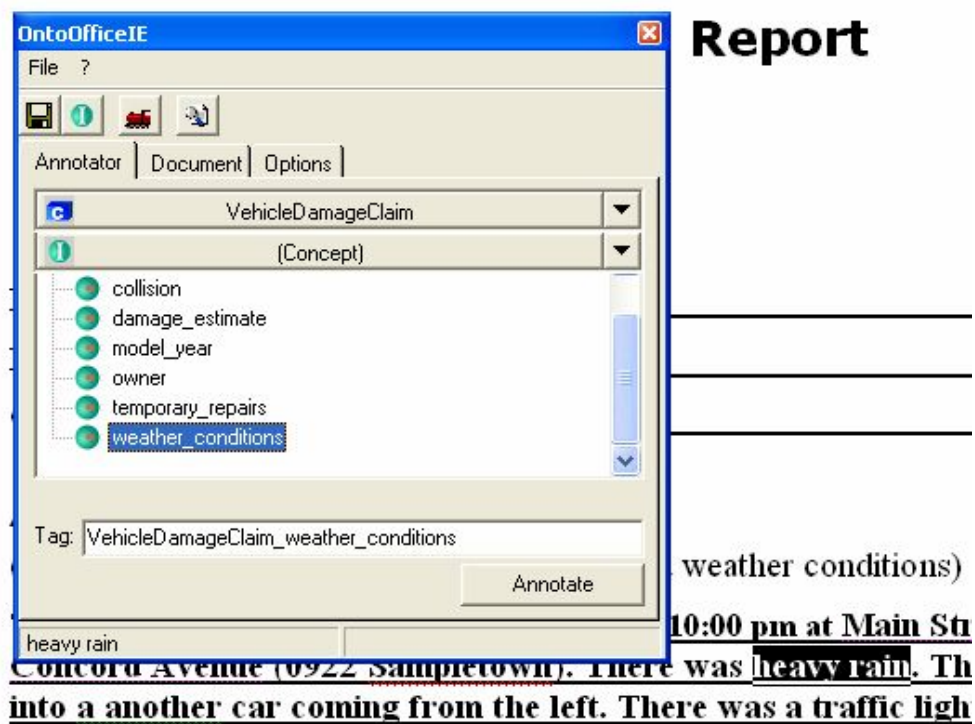 OntoOfficeIE
Report
File ?
Annotator Document Options
VehicleDamageClaim
(Concept)
collision
damage_estimate
model_year
owner
temporary_repairs
weather_conditions
Tag: VehicleDamageClaim_weather_conditions
weather conditions)
Annotate
10:00 pm at Main Str
heavy rain
Concord Avenue (0922 Sampletown). There was heavy rain. Th
into a another car coming from the left. There was a traffic ligh